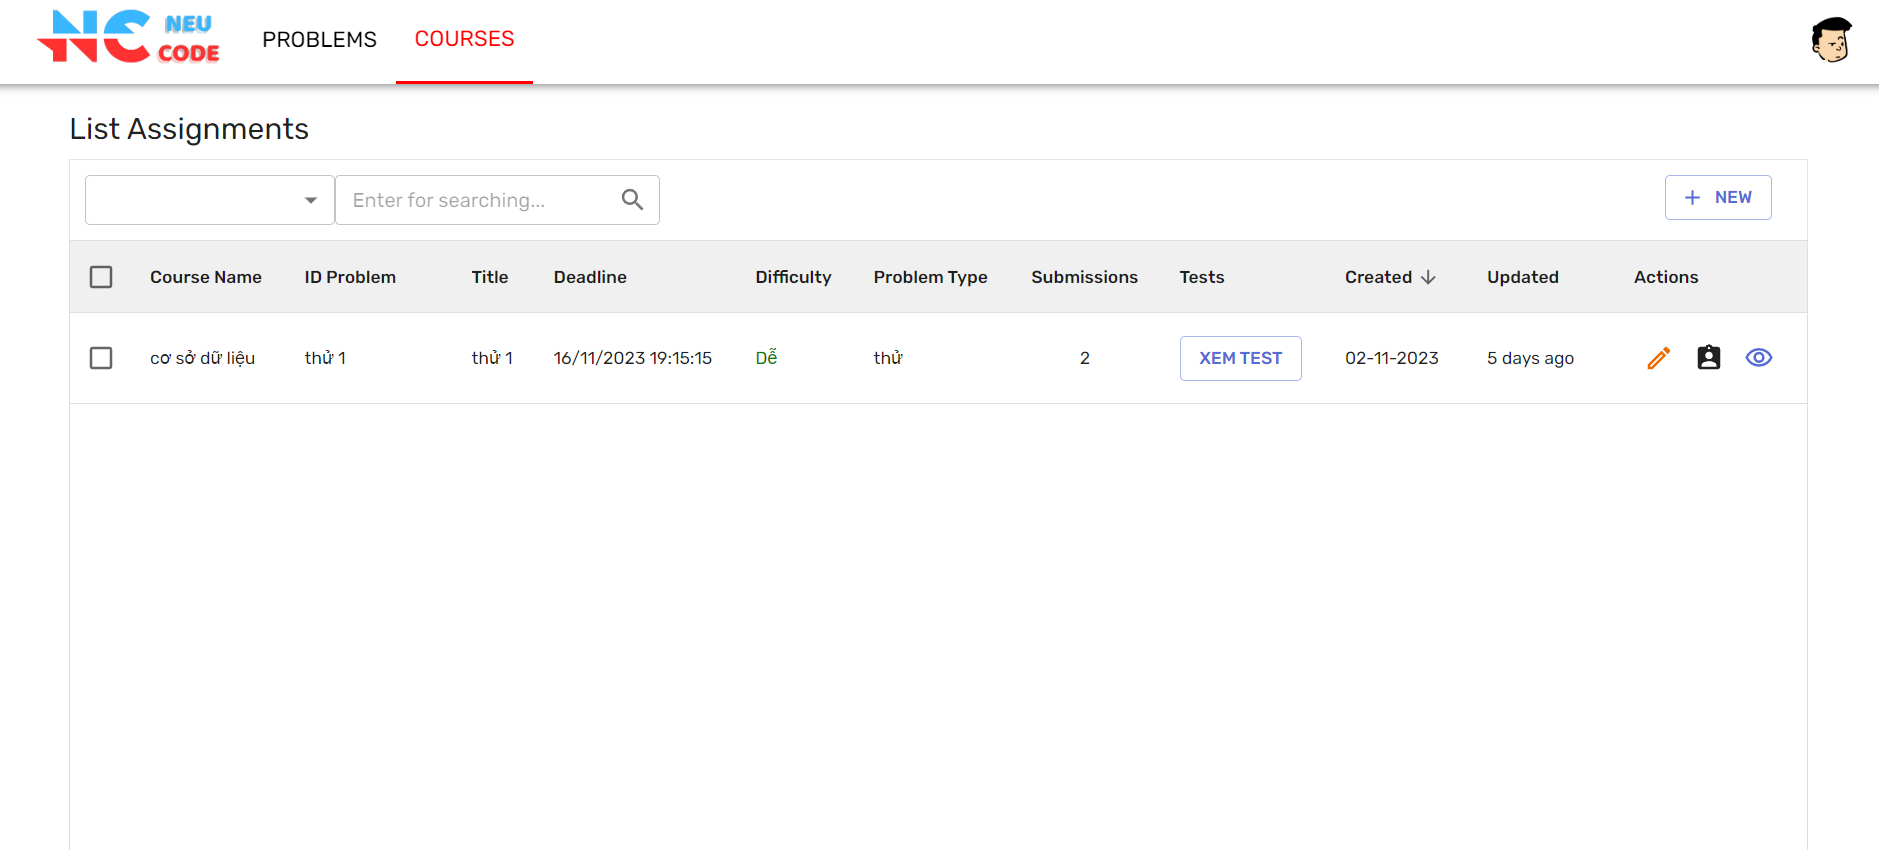 NEU
CODE
PROBLEMS COURSES
List Assignments
Enter for searching...
NEW
Course Name ID Problem Title Deadline Difficulty Problem Type Submissions Tests Created Updated Actions
cơ sở dữ liệu thử 1 thử 1 16/11/2023 19:15:15 Dễ thử 2 XEM TEST 02-11-2023 5 days ago